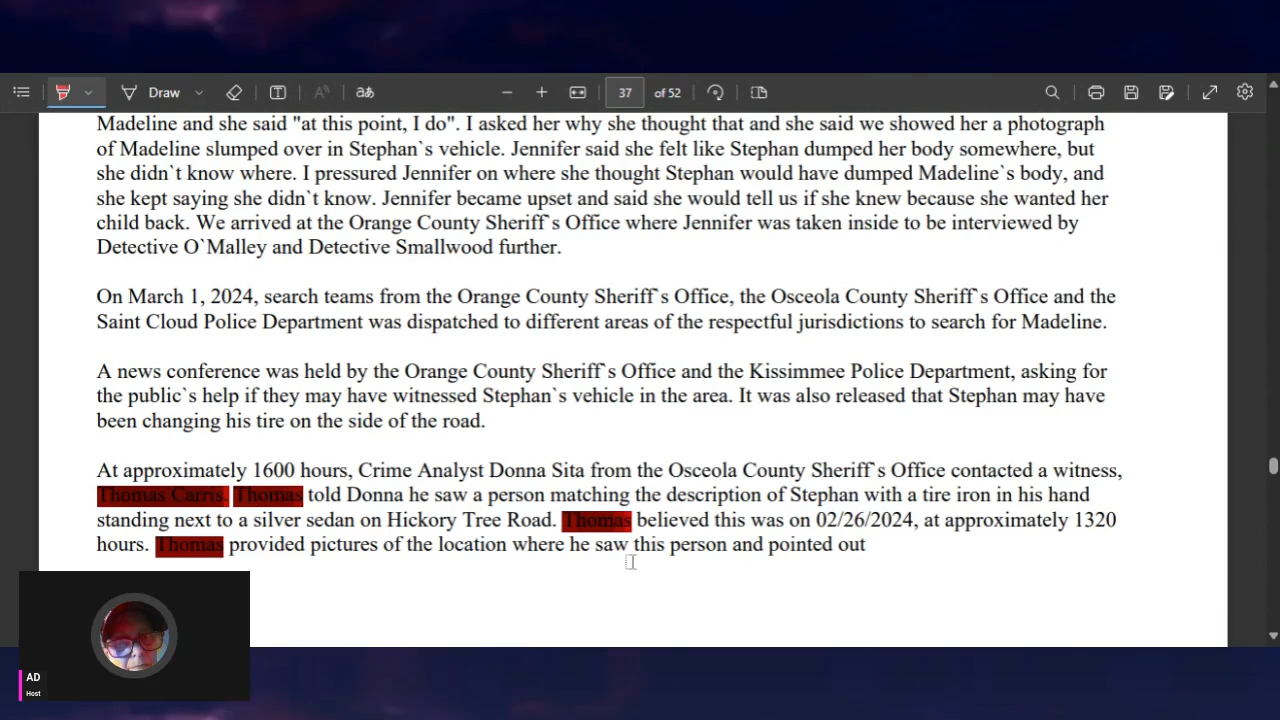 Draw
aあ
37 of 52
Madeline and she said "at this point, I do". I asked her why she thought that and she said we showed her a photograph
of Madeline slumped over in Stephan`s vehicle. Jennifer said she felt like Stephan dumped her body somewhere, but
she didn`t know where. I pressured Jennifer on where she thought Stephan would have dumped Madeline`s body, and
she kept saying she didn`t know. Jennifer became upset and said she would tell us if she knew because she wanted her
child back. We arrived at the Orange County Sheriff`s Office where Jennifer was taken inside to be interviewed by
Detective O`Malley and Detective Smallwood further.
On March 1, 2024, search teams from the Orange County Sheriff`s Office, the Osceola County Sheriff`s Office and the
Saint Cloud Police Department was dispatched to different areas of the respectful jurisdictions to search for Madeline.
A news conference was held by the Orange County Sheriff`s Office and the Kissimmee Police Department, asking for
the public`s help if they may have witnessed Stephan`s vehicle in the area. It was also released that Stephan may have
been changing his tire on the side of the road.
At approximately 1600 hours, Crime Analyst Donna Sita from the Osceola County Sheriff`s Office contacted a witness,
Thomas Carris. Thomas told Donna he saw a person matching the description of Stephan with a tire iron in his hand
standing next to a silver sedan on Hickory Tree Road. Thomas believed this was on 02/26/2024, at approximately 1320
hours. Thomas provided pictures of the location where he saw this person and pointed out
AD
Host